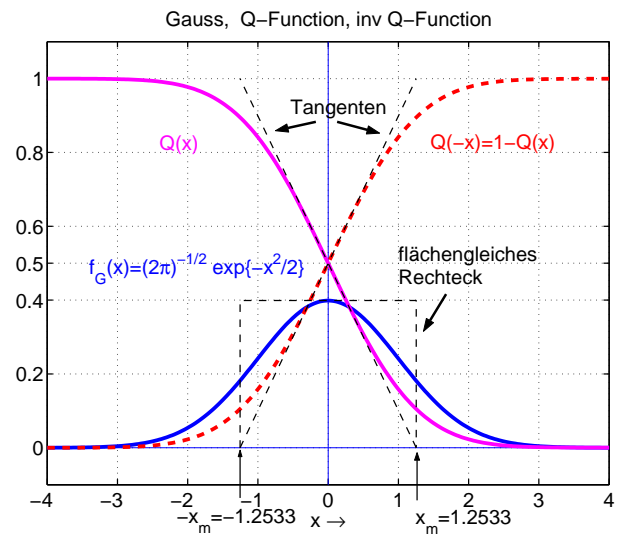 Gauss,  Q−Function, inv Q−Function
1
Tangenten
Q(x)
Q(−x)=1−Q(x)
0.8
0.6
flächengleiches
Rechteck
f_G(x)=(2π)^{−1/2} exp{−x^2/2}
0.5
0.4
0.2
0
−4 −3 −2 −1 0 1 2 3 4
−x_m=−1.2533 x → x_m=1.2533